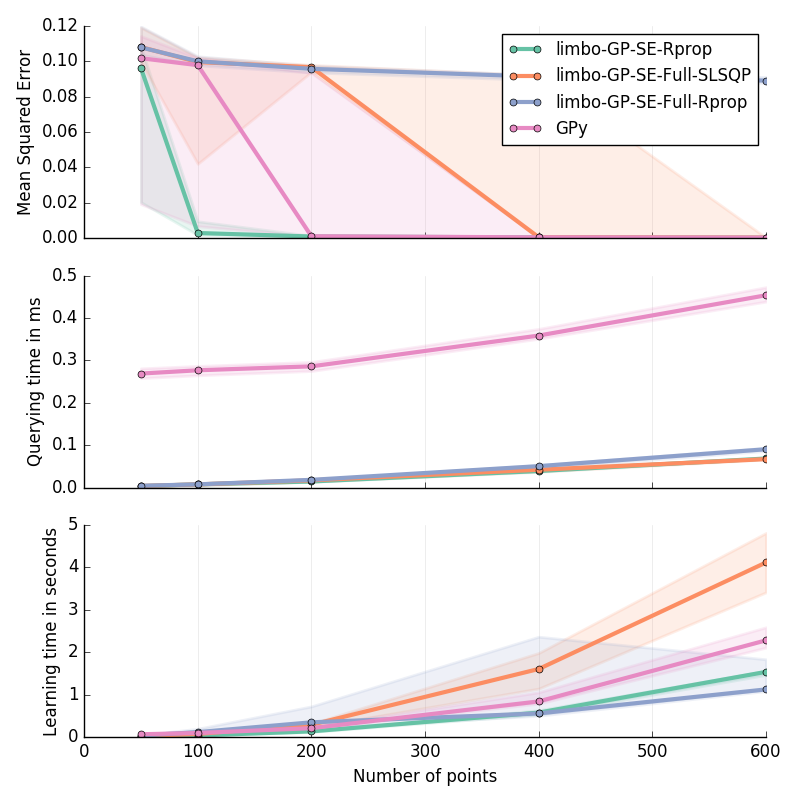 0.12
0.10
0.08
0.06
0.04
0.02
0.00
Mean Squared Error
limbo-GP-SE-Rprop
limbo-GP-SE-Full-SLSQP
limbo-GP-SE-Full-Rprop
GPy
0.5
0.4
0.3
0.2
0.1
0.0
Querying time in ms
5
4
3
2
1
0
Learning time in seconds
0 100 200 300 400 500 600
Number of points